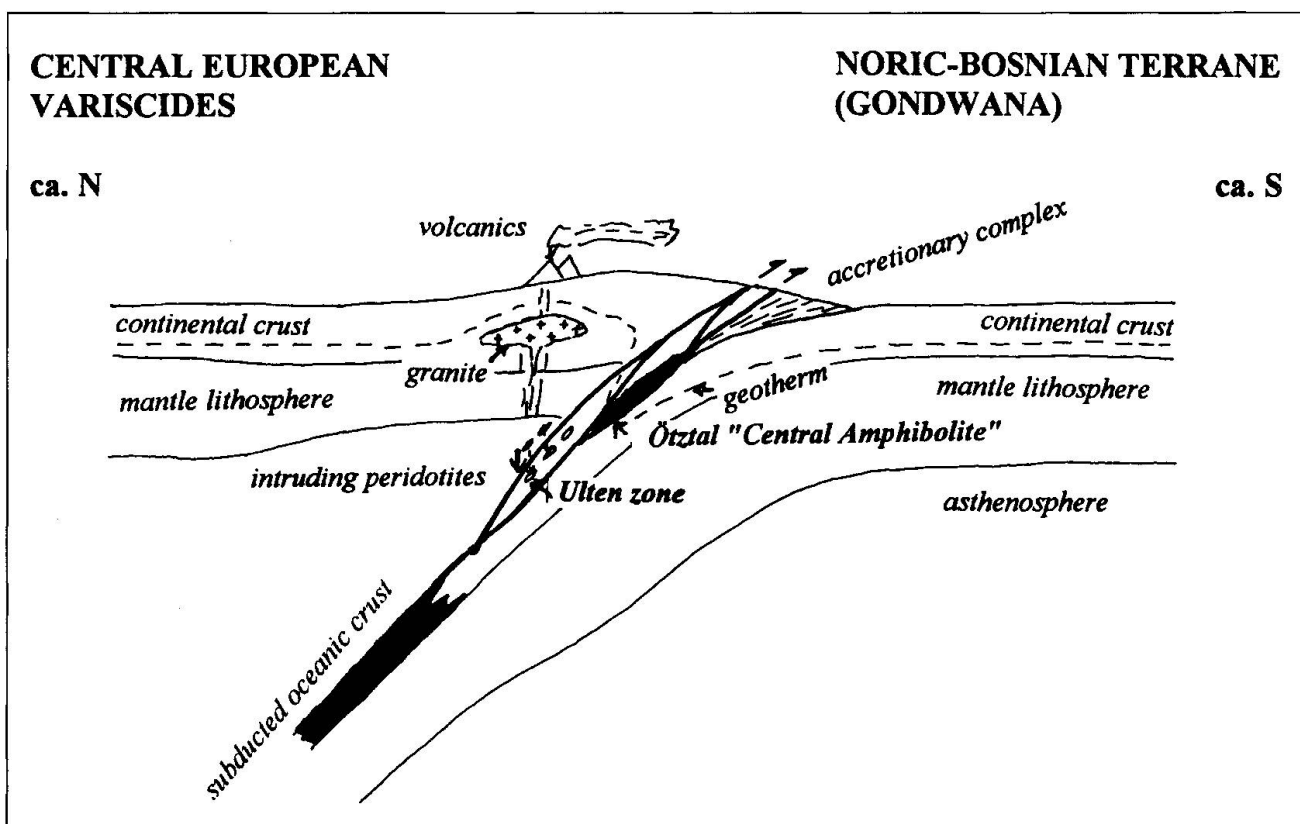 CENTRAL EUROPEAN
VARISCIDES
NORIC-BOSNIAN TERRANE
(GONDWANA)
ca. N
ca. S
volcanics
accretionary complex
continental crust
continental crust
granite
geotherm
mantle lithosphere
mantle lithosphere
Ötztal "Central Amphibolite"
intruding peridotites
Ulten zone
asthenosphere
subducted oceanic crust